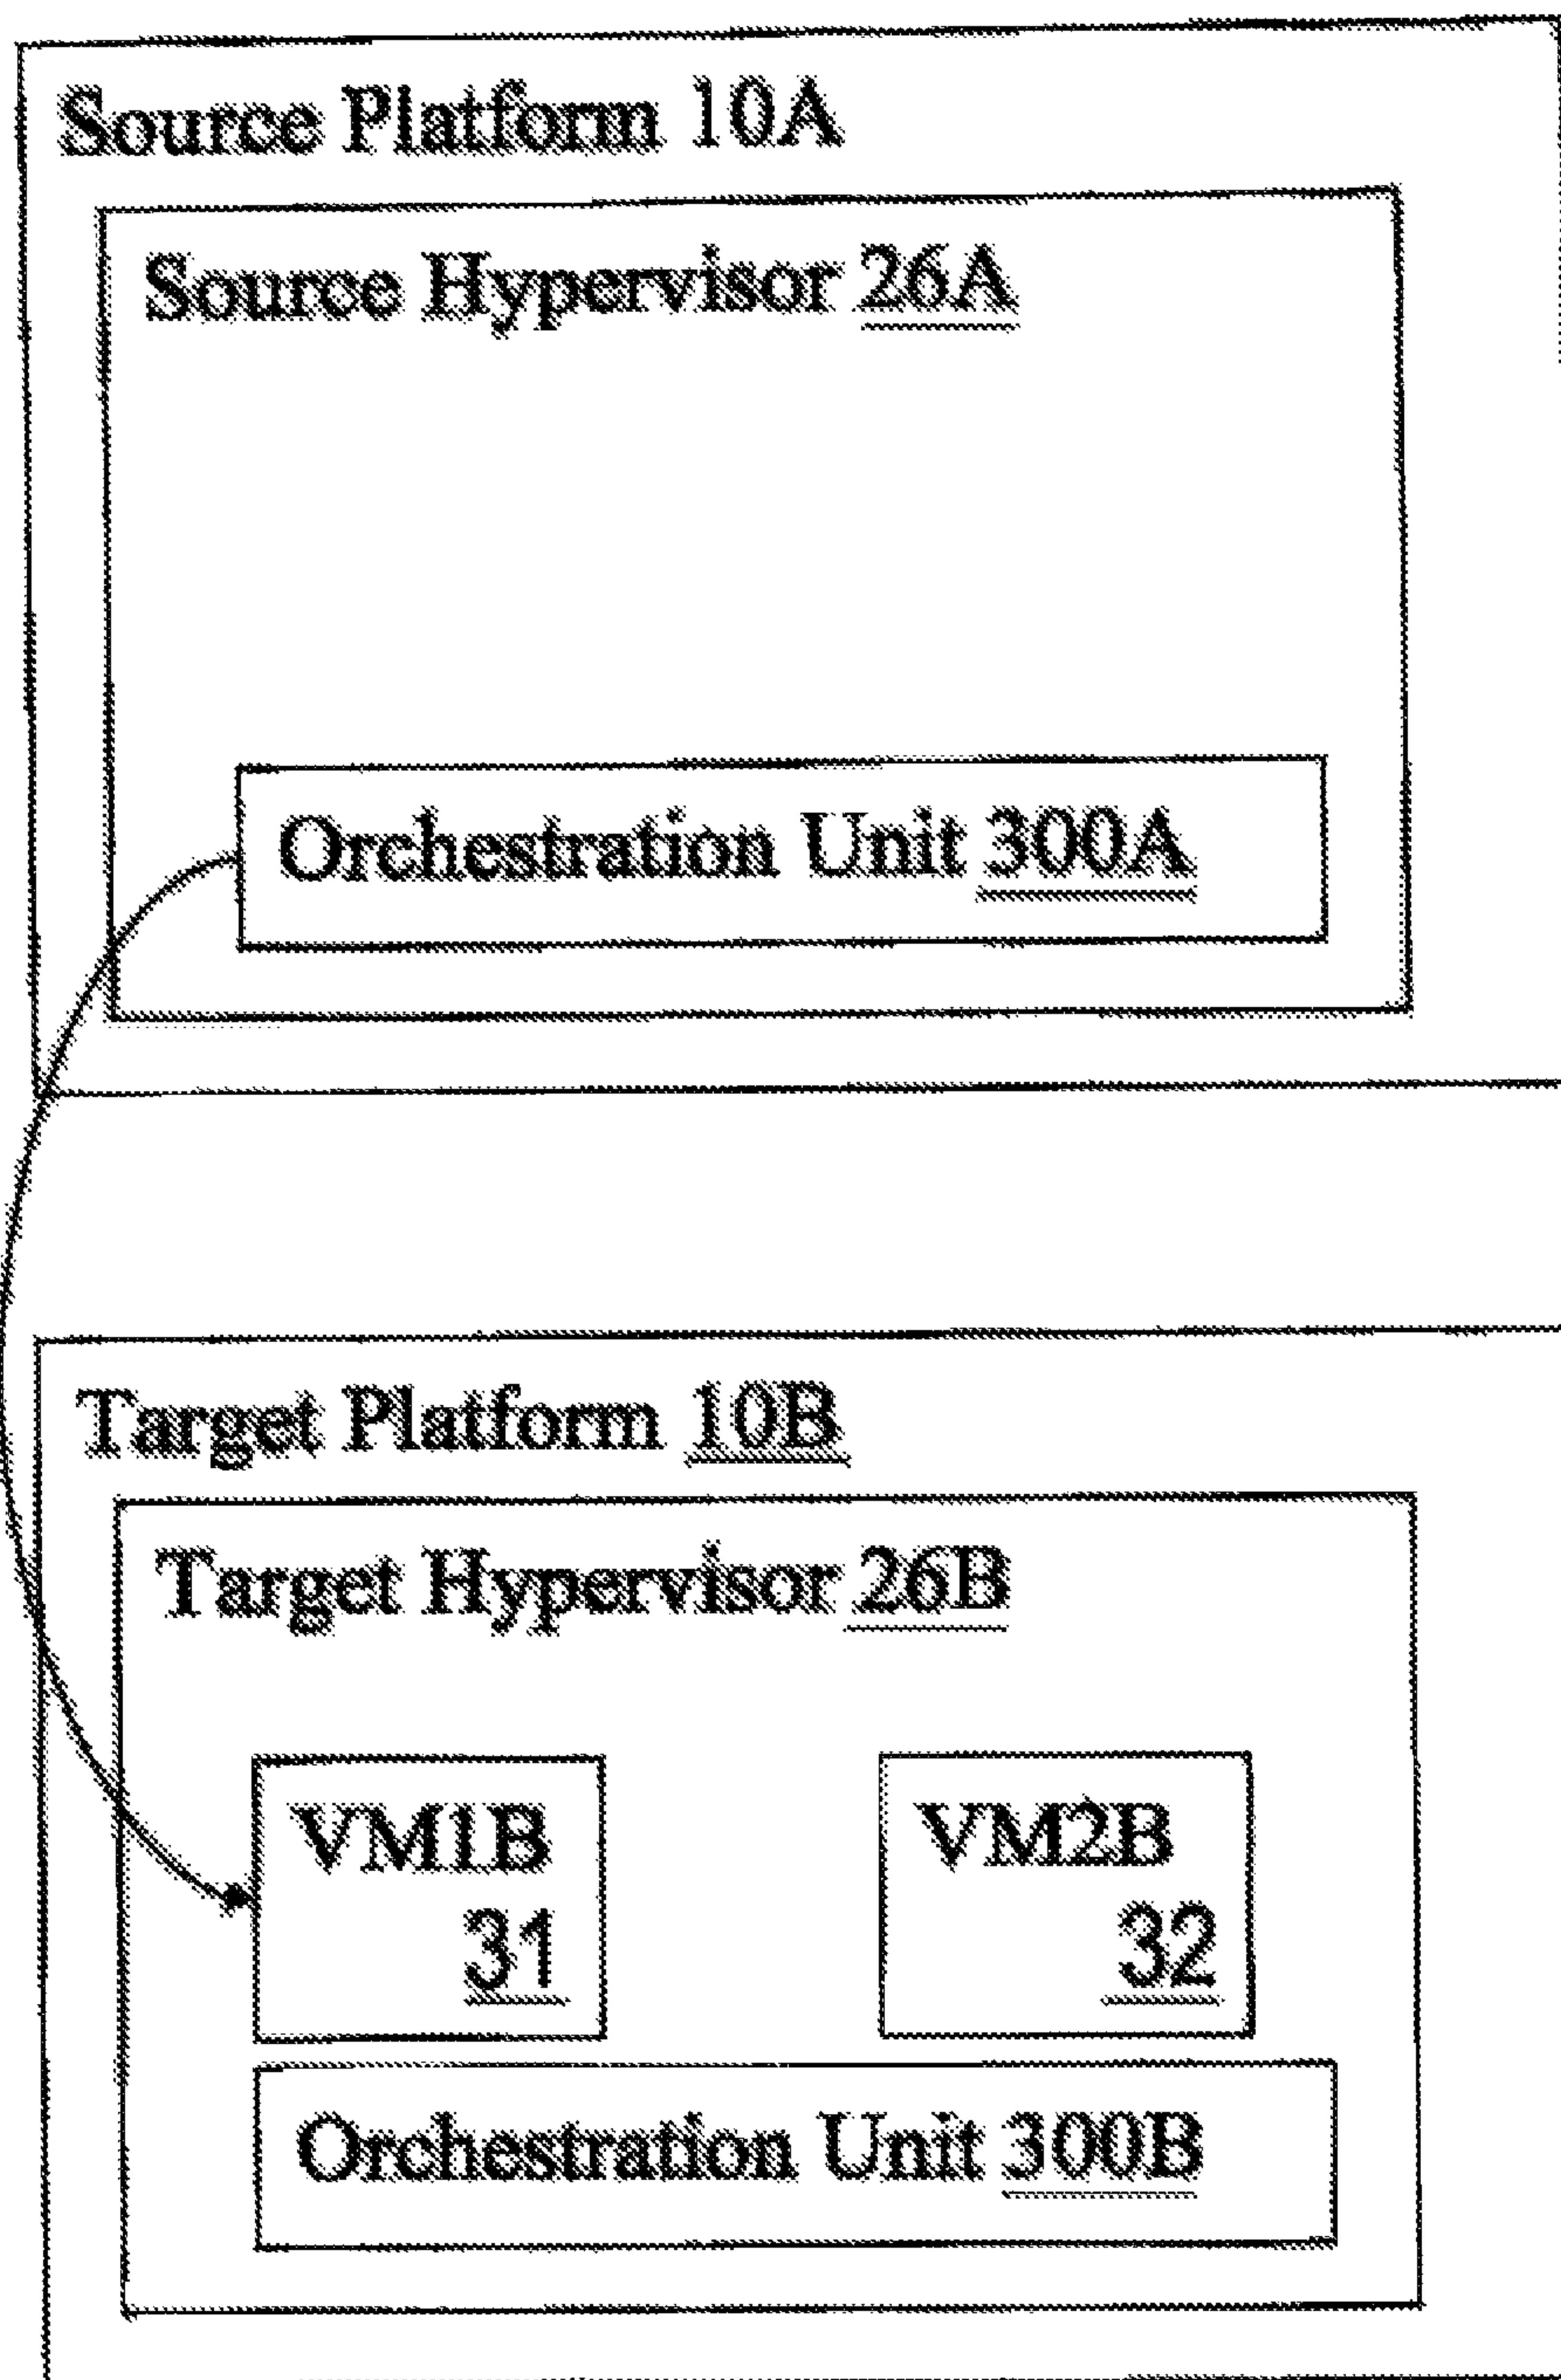 Source Platform 10A
Source Hypervisor 26A
Orchestration Unit 300A
Target Platform 10B
Target Hypervisor 26B
VM1B
31
VM2B
32
Orchestration Unit 300B